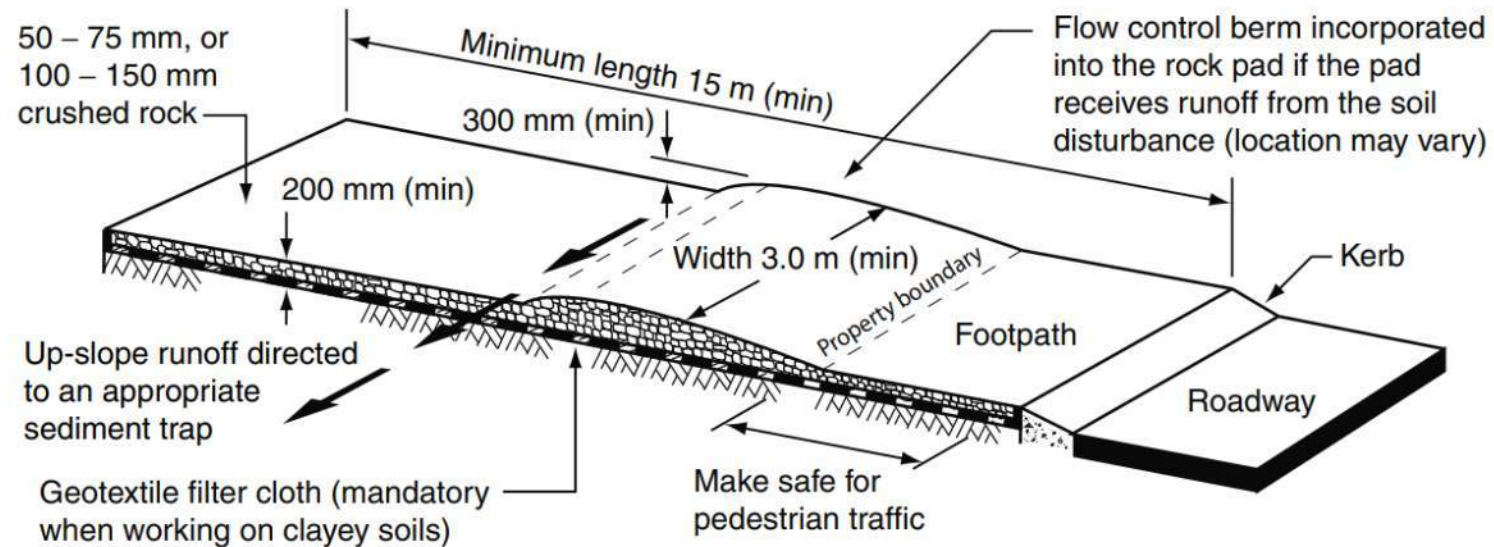 50 – 75 mm, or
100 – 150 mm
crushed rock
Minimum length 15 m (min)
300 mm (min)
Flow control berm incorporated
into the rock pad if the pad
receives runoff from the soil
disturbance (location may vary)
200 mm (min)
Width 3.0 m (min)
Property boundary
Kerb
Footpath
Roadway
Up-slope runoff directed
to an appropriate
sediment trap
Geotextile filter cloth (mandatory
when working on clayey soils)
Make safe for
pedestrian traffic